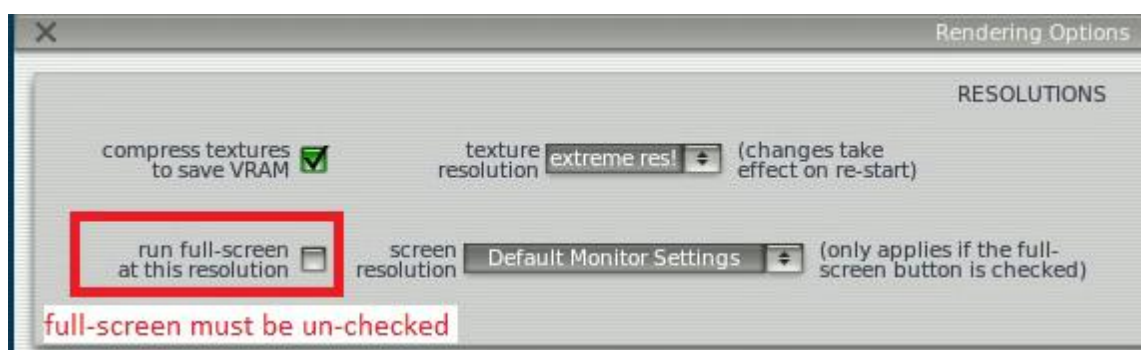 Rendering Options
RESOLUTIONS
compress textures
to save VRAM
texture
resolution
extreme res!
(changes take
effect on re-start)
run full-screen
at this resolution
screen
resolution
Default Monitor Settings
(only applies if the full-
screen button is checked)
full-screen must be un-checked